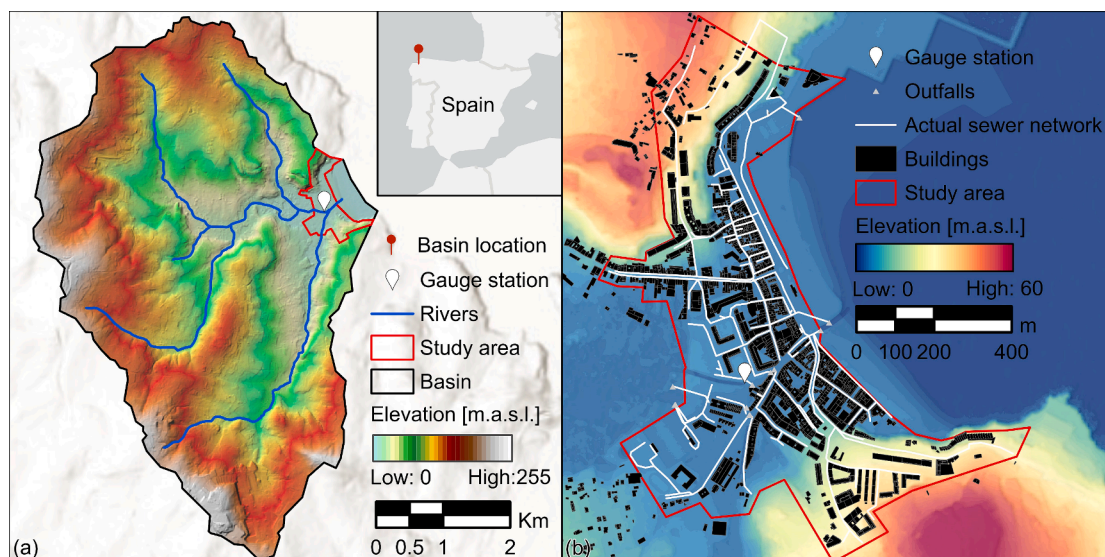 Spain
Basin location
Gauge station
Rivers
Study area
Basin
Elevation [m.a.s.l.]
Low: 0 High:255
Km
0 0.5 1 2
(a)
Gauge station
Outfalls
Actual sewer network
Buildings
Study area
Elevation [m.a.s.l.]
Low: 0 High: 60
m
0 100 200 400
(b)